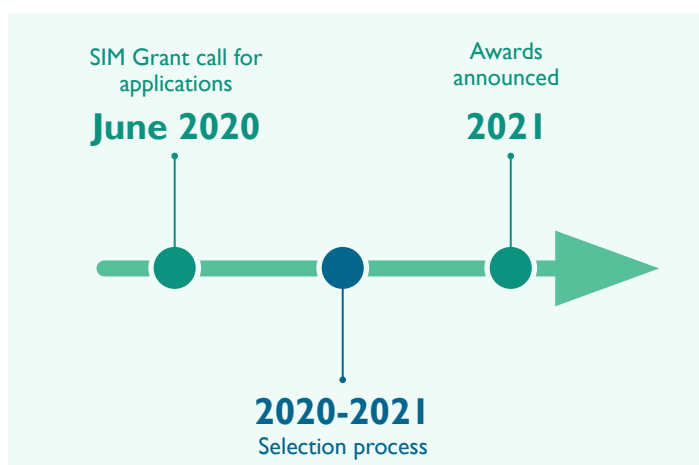 SIM Grant call for
applications
June 2020
Awards
announced
2021
2020-2021
Selection process